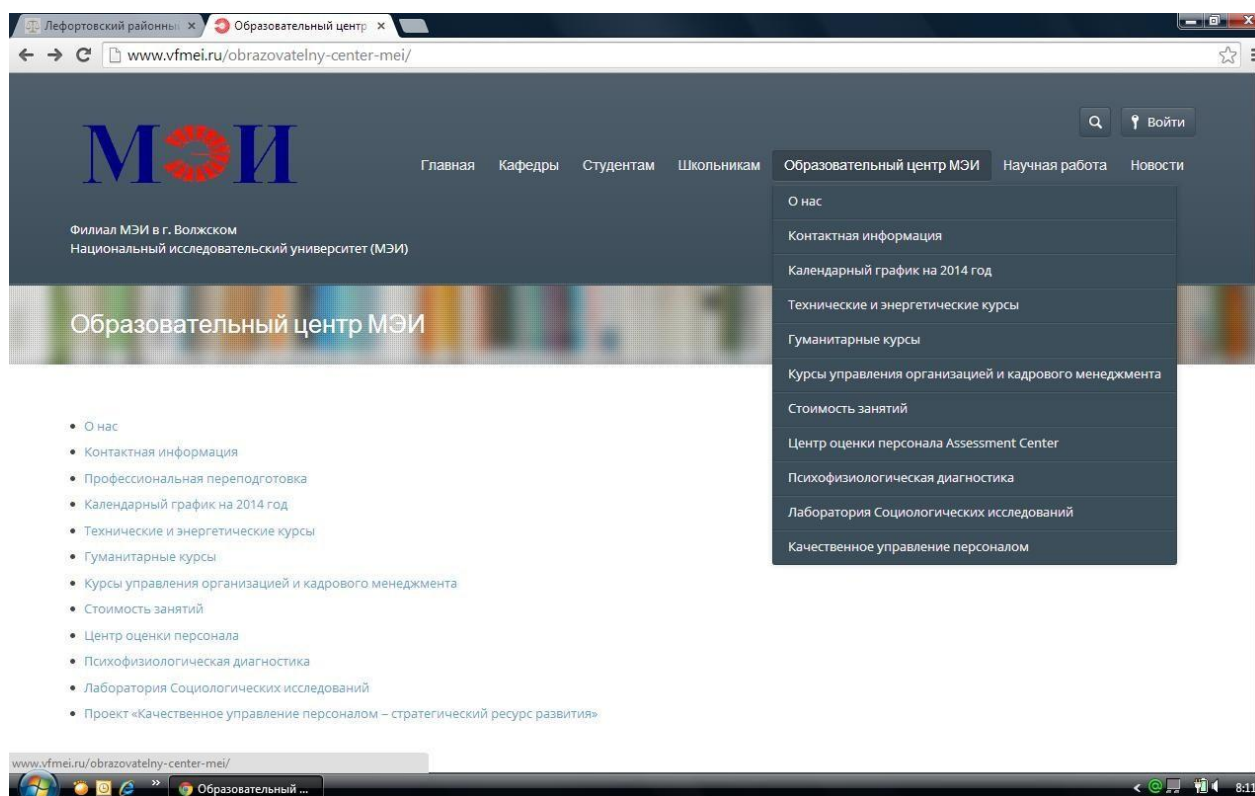 Лефортовский районны
Образовательный центр
www.vfmei.ru/obrazovatelny-center-mei/
Войти
МЭИ
Главная Кафедры Студентам Школьникам Образовательный центр МЭИ Научная работа Новости
Филиал МЭИ в г. Волжском
Национальный исследовательский университет (МЭИ)
О нас
Контактная информация
Календарный график на 2014 год
Технические и энергетические курсы
Гуманитарные курсы
Курсы управления организацией и кадрового менеджмента
Стоимость занятий
Центр оценки персонала Assessment Center
Психофизиологическая диагностика
Лаборатория Социологических исследований
Качественное управление персоналом
Образовательный центр МЭИ
О нас
Контактная информация
Профессиональная переподготовка
Календарный график на 2014 год
Технические и энергетические курсы
Гуманитарные курсы
Курсы управления организацией и кадрового менеджмента
Стоимость занятий
Центр оценки персонала
Психофизиологическая диагностика
Лаборатория Социологических исследований
Проект «Качественное управление персоналом – стратегический ресурс развития»
www.vfmei.ru/obrazovatelny-center-mei/
Образовательный ...
8:11